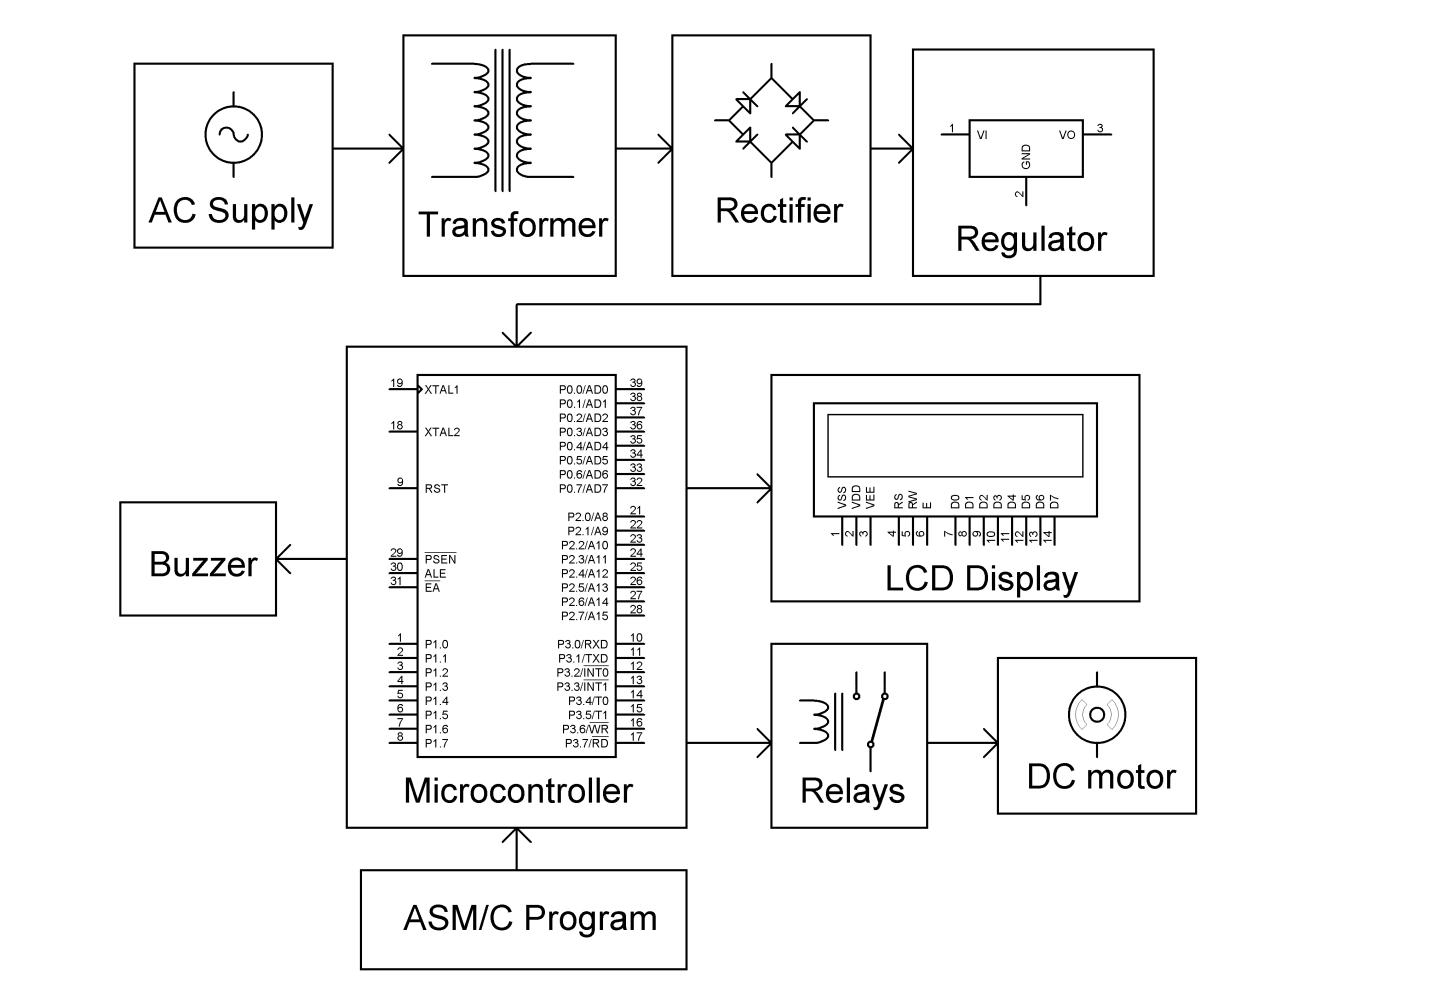 AC Supply
Transformer
Rectifier
1
VI
VO
3
GND
2
Regulator
19
XTAL1
18
XTAL2
9
RST
29
PSEN
30
ALE
31
EA
1
P1.0
2
P1.1
3
P1.2
4
P1.3
5
P1.4
6
P1.5
7
P1.6
8
P1.7
P0.0/AD0
39
P0.1/AD1
38
P0.2/AD2
37
P0.3/AD3
36
P0.4/AD4
35
P0.5/AD5
34
P0.6/AD6
33
P0.7/AD7
32
P2.0/A8
21
P2.1/A9
22
P2.2/A10
23
P2.3/A11
24
P2.4/A12
25
P2.5/A13
26
P2.6/A14
27
P2.7/A15
28
P3.0/RXD
10
P3.1/TXD
11
P3.2/INT0
12
P3.3/INT1
13
P3.4/T0
14
P3.5/T1
15
P3.6/WR
16
P3.7/RD
17
Microcontroller
Buzzer
VSS
VDD
VEE
RS
RW
E
D0
D1
D2
D3
D4
D5
D6
D7
1
2
3
4
5
6
7
8
9
10
11
12
13
14
LCD Display
Relays
DC motor
ASM/C Program